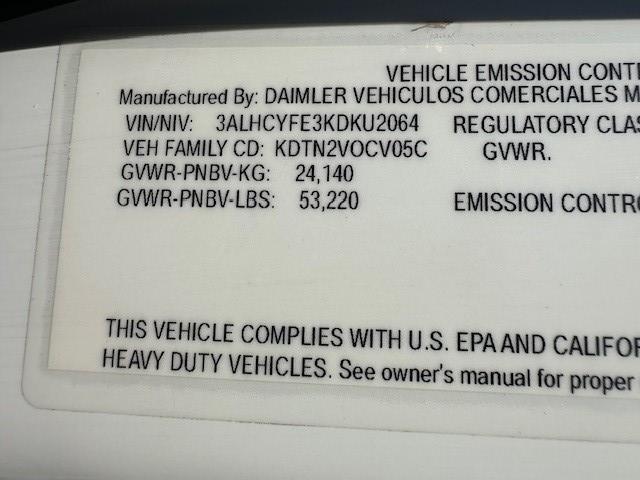 VEHICLE EMISSION CONT
Manufactured By: DAIMLER VEHICULOS COMERCIALES M
VIN/NIV: 3ALHCYFE3KDKU2064 REGULATORY CLAS
VEH FAMILY CD: KDTN2VOCV05C GVWR.
GVWR-PNBV-KG: 24,140
GVWR-PNBV-LBS: 53,220 EMISSION CONTRO
THIS VEHICLE COMPLIES WITH U.S. EPA AND CALIFOR
HEAVY DUTY VEHICLES. See owner's manual for proper